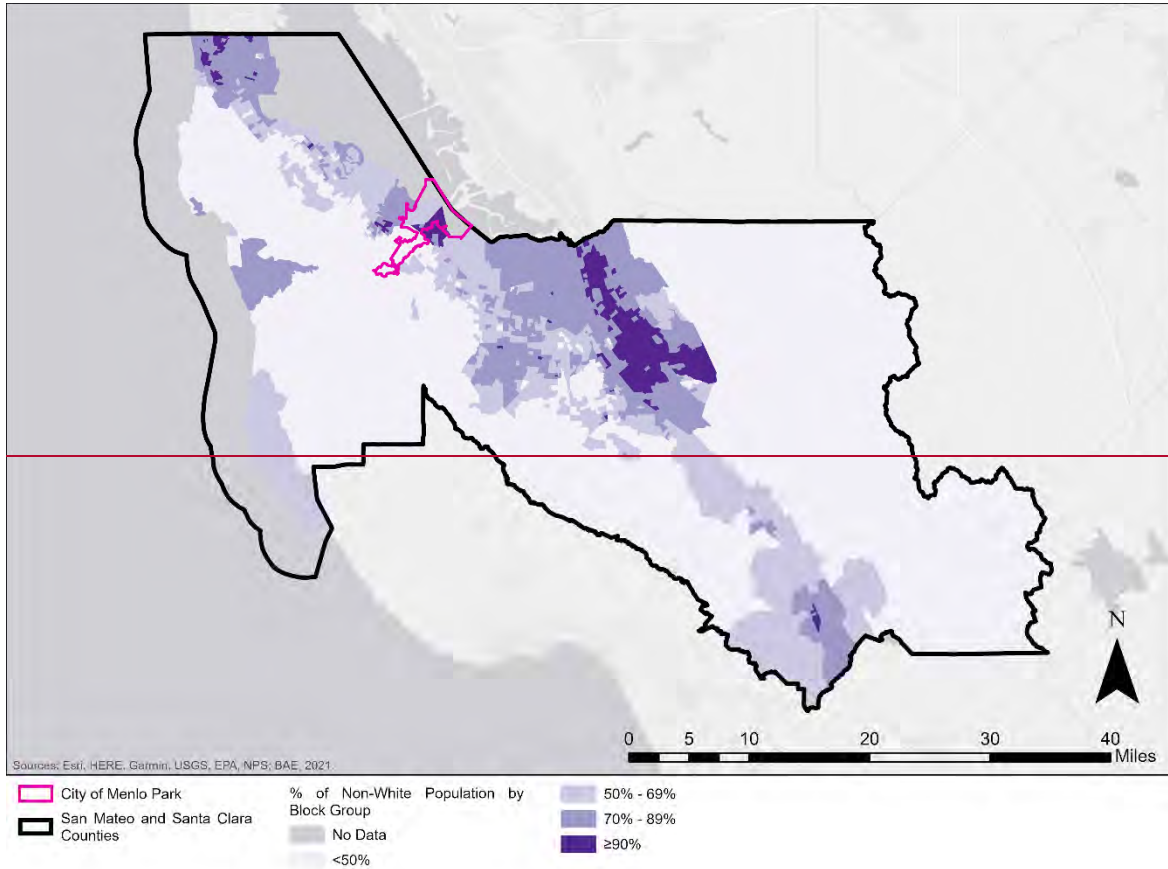 N
0 5 10 20 30 40
Miles
Sources: Esri, HERE, Garmin, USGS, EPA, NPS; BAE, 2021
City of Menlo Park
San Mateo and Santa Clara
Counties
% of Non-White Population by
Block Group
No Data
<50%
50% - 69%
70% - 89%
≥90%